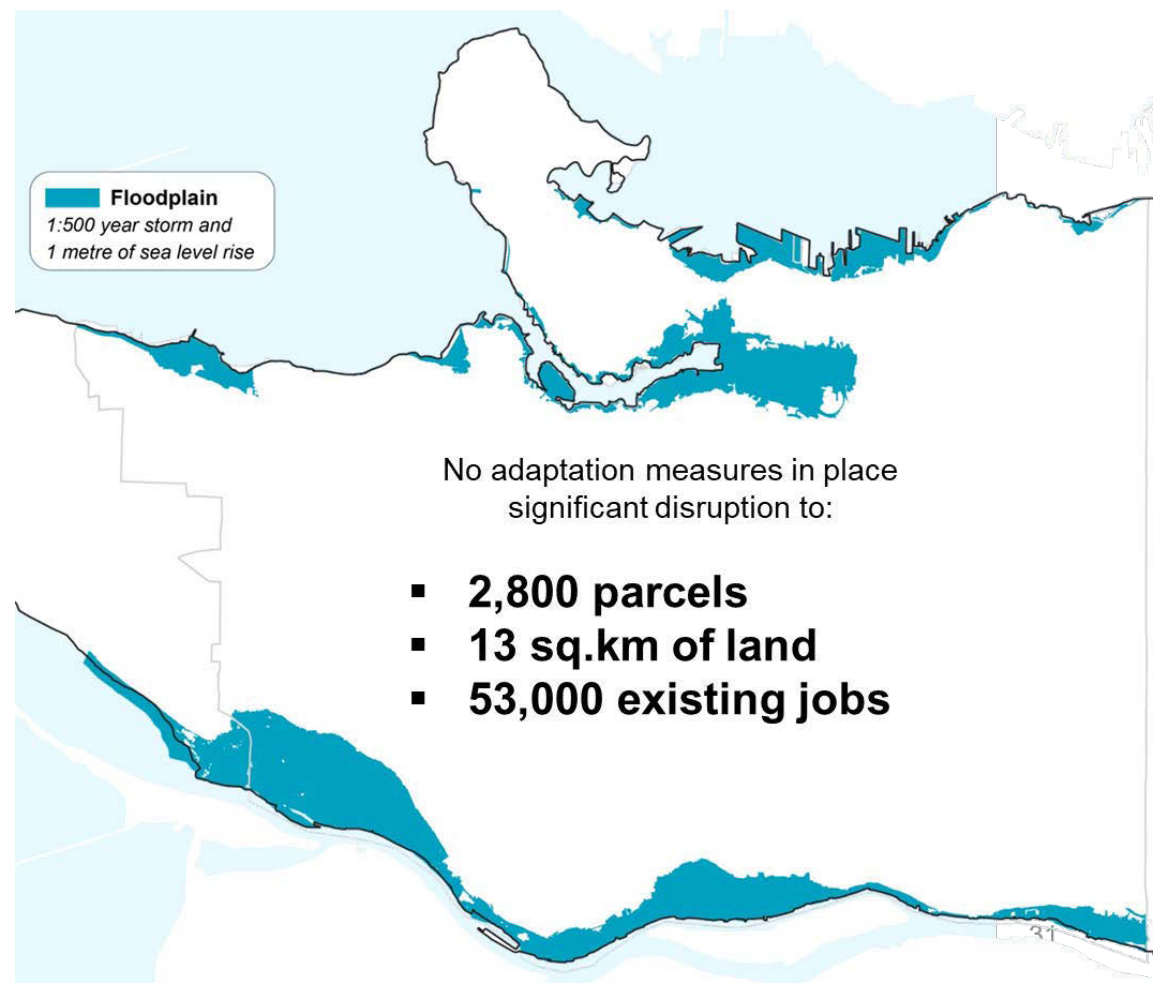 Floodplain
1:500 year storm and
1 metre of sea level rise
No adaptation measures in place
significant disruption to:
▪ 2,800 parcels
▪ 13 sq.km of land
▪ 53,000 existing jobs
31